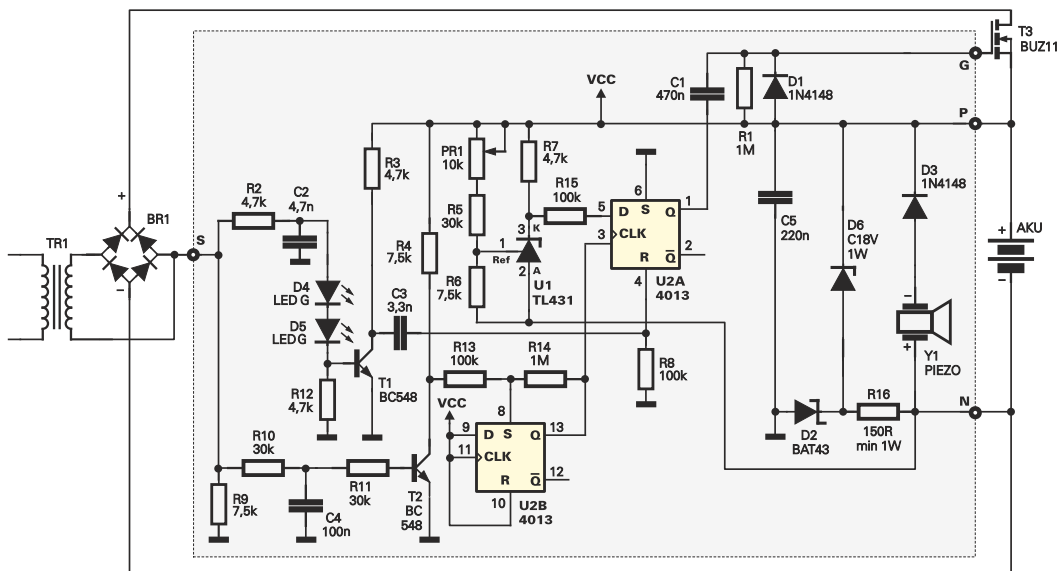 T3
BUZ11
G
C1
470n
D1
1N4148
VCC
R1
1M
P
R3
4,7k
PR1
10k
R7
4,7k
R15
100k
R2
4,7k
C2
4,7n
R5
30k
5
D
6
S
Q
1
3
CLK
R
Q
2
4
U2A
4013
C5
220n
D6
C18V
1W
D3
1N4148
+
AKU
−
+
BR1
−
TR1
S
R4
7,5k
3
K
1
Ref
2
A
U1
TL431
R6
7,5k
D4
LED G
C3
3,3n
D5
LED G
−
+
Y1
PIEZO
R13
100k
R14
1M
R8
100k
T1
BC548
R12
4,7k
VCC
8
9
D
S
Q
13
11
CLK
R
Q
12
10
U2B
4013
N
D2
BAT43
R16
150R
min 1W
R10
30k
R11
30k
R9
7,5k
C4
100n
T2
BC
548